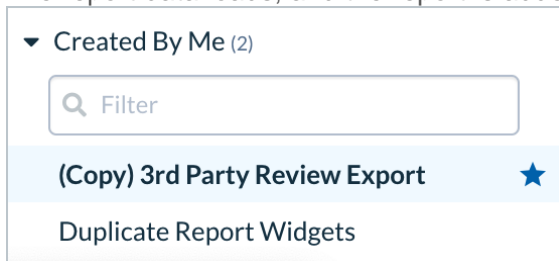 Created By Me (2)
Filter
(Copy) 3rd Party Review Export
Duplicate Report Widgets